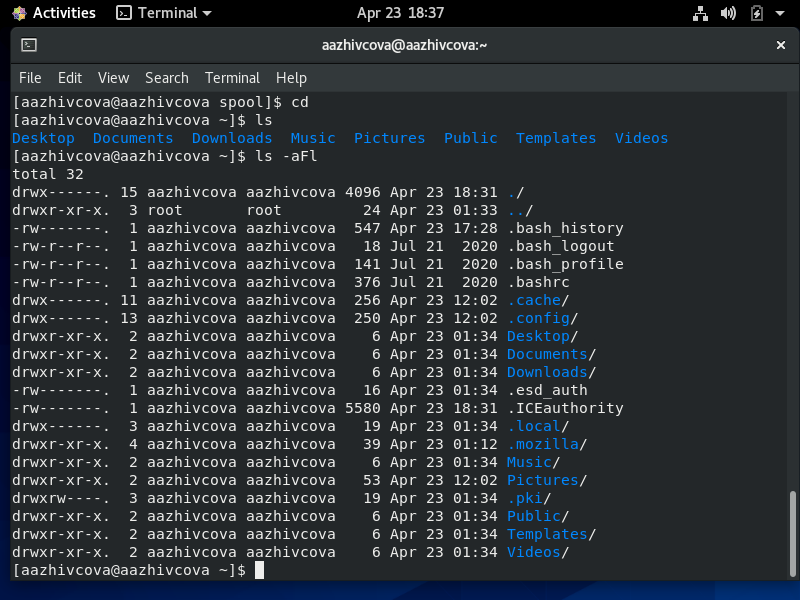 Activities Terminal Apr 23 18:37
aazhivcova@aazhivcova:~
File Edit View Search Terminal Help
[aazhivcova@aazhivcova spool]$ cd
[aazhivcova@aazhivcova ~]$ ls
Desktop  Documents  Downloads  Music  Pictures  Public  Templates  Videos
[aazhivcova@aazhivcova ~]$ ls -aFl
total 32
drwx------. 15 aazhivcova aazhivcova 4096 Apr 23 18:31 ./
drwxr-xr-x.  3 root       root         24 Apr 23 01:33 ../
-rw-------.  1 aazhivcova aazhivcova  547 Apr 23 17:28 .bash_history
-rw-r--r--.  1 aazhivcova aazhivcova   18 Jul 21  2020 .bash_logout
-rw-r--r--.  1 aazhivcova aazhivcova  141 Jul 21  2020 .bash_profile
-rw-r--r--.  1 aazhivcova aazhivcova  376 Jul 21  2020 .bashrc
drwx------. 11 aazhivcova aazhivcova  256 Apr 23 12:02 .cache/
drwx------. 13 aazhivcova aazhivcova  250 Apr 23 12:02 .config/
drwxr-xr-x.  2 aazhivcova aazhivcova    6 Apr 23 01:34 Desktop/
drwxr-xr-x.  2 aazhivcova aazhivcova    6 Apr 23 01:34 Documents/
drwxr-xr-x.  2 aazhivcova aazhivcova    6 Apr 23 01:34 Downloads/
-rw-------.  1 aazhivcova aazhivcova   16 Apr 23 01:34 .esd_auth
-rw-------.  1 aazhivcova aazhivcova 5580 Apr 23 18:31 .ICEauthority
drwx------.  3 aazhivcova aazhivcova   19 Apr 23 01:34 .local/
drwxr-xr-x.  4 aazhivcova aazhivcova   39 Apr 23 01:12 .mozilla/
drwxr-xr-x.  2 aazhivcova aazhivcova    6 Apr 23 01:34 Music/
drwxr-xr-x.  2 aazhivcova aazhivcova   53 Apr 23 12:02 Pictures/
drwxrw----.  3 aazhivcova aazhivcova   19 Apr 23 01:34 .pki/
drwxr-xr-x.  2 aazhivcova aazhivcova    6 Apr 23 01:34 Public/
drwxr-xr-x.  2 aazhivcova aazhivcova    6 Apr 23 01:34 Templates/
drwxr-xr-x.  2 aazhivcova aazhivcova    6 Apr 23 01:34 Videos/
[aazhivcova@aazhivcova ~]$